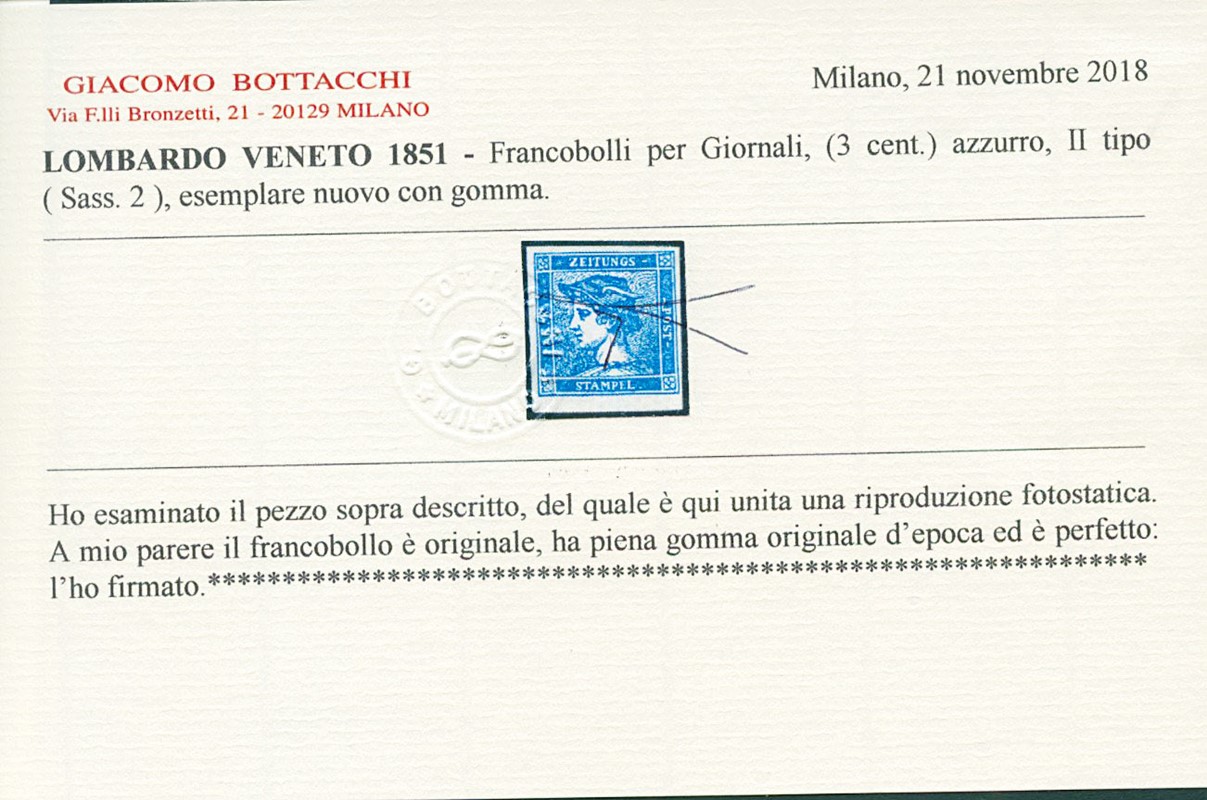 GIACOMO BOTTACCHI
Via F.lli Bronzetti, 21 - 20129 MILANO
Milano, 21 novembre 2018
LOMBARDO VENETO 1851 - Francobolli per Giornali, (3 cent.) azzurro, II tipo
( Sass. 2 ), esemplare nuovo con gomma.
ZEITUNGS
POST-
STAMPEL.
BOTTA
MILANO
Ho esaminato il pezzo sopra descritto, del quale è qui unita una riproduzione fotostatica.
A mio parere il francobollo è originale, ha piena gomma originale d'epoca ed è perfetto:
l'ho firmato.****************************************************************